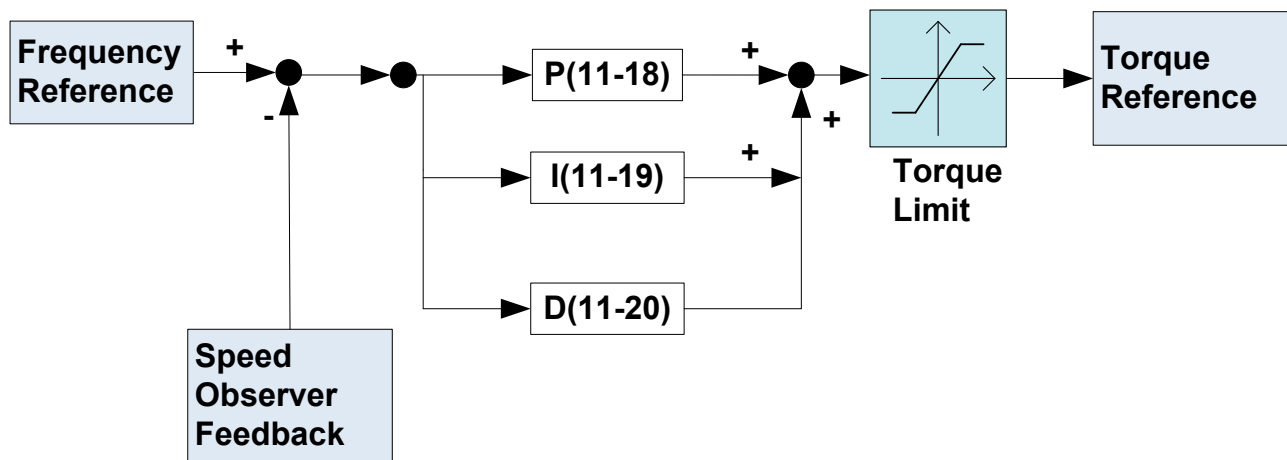 Frequency
Reference
+
-
Speed
Observer
Feedback
P(11-18)
I(11-19)
D(11-20)
+
+
+
Torque
Limit
Torque
Reference